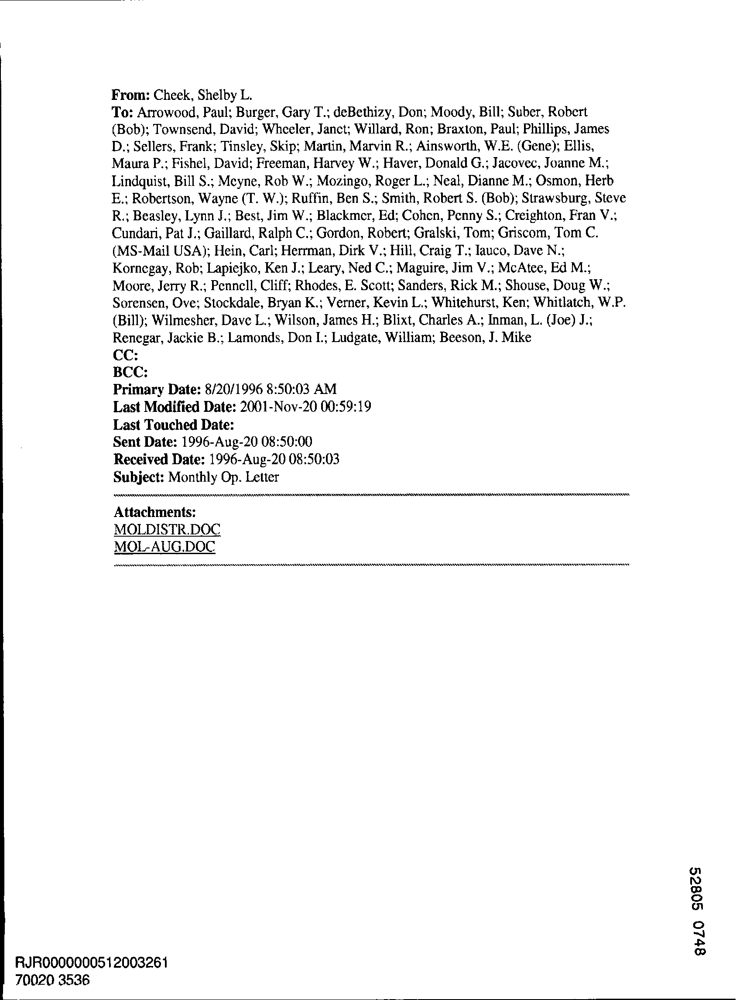 From: Cheek, Shelby L.
To: Arrowood, Paul; Burger, Gary T.; deBethizy, Don; Moody, Bill; Suber, Robert
(Bob); Townsend, David; Wheeler, Janet; Willard, Ron; Braxton, Paul; Phillips, James
D.; Sellers, Frank; Tinsley, Skip; Martin, Marvin R.; Ainsworth, W.E. (Gene); Ellis,
Maura P.; Fishel, David; Freeman, Harvey W.; Haver, Donald G.; Jacovec, Joanne M.;
Lindquist, Bill S.; Meyne, Rob W.; Mozingo, Roger L.; Neal, Dianne M.; Osmon, Herb
E.; Robertson, Wayne (T. W.); Ruffin, Ben S.; Smith, Robert S. (Bob); Strawsburg, Steve
R.; Beasley, Lynn J.; Best, Jim W.; Blackmer, Ed; Cohen, Penny S.; Creighton, Fran V.;
Cundari, Pat J.; Gaillard, Ralph C.; Gordon, Robert; Gralski, Tom; Griscom, Tom C.
(MS-Mail USA); Hein, Carl; Herrman, Dirk V.; Hill, Craig T.; Iauco, Dave N.;
Kornegay, Rob; Lapiejko, Ken J.; Leary, Ned C.; Maguire, Jim V.; McAtee, Ed M.;
Moore, Jerry R.; Pennell, Cliff; Rhodes, E. Scott; Sanders, Rick M.; Shouse, Doug W.;
Sorensen, Ove; Stockdale, Bryan K.; Verner, Kevin L.; Whitehurst, Ken; Whitlatch, W.P.
(Bill); Wilmesher, Dave L.; Wilson, James H.; Blixt, Charles A.; Inman, L. (Joe) J.;
Renegar, Jackie B.; Lamonds, Don I.; Ludgate, William; Beeson, J. Mike
CC:
BCC:
Primary Date: 8/20/1996 8:50:03 AM
Last Modified Date: 2001-Nov-20 00:59:19
Last Touched Date:
Sent Date: 1996-Aug-20 08:50:00
Received Date: 1996-Aug-20 08:50:03
Subject: Monthly Op. Letter
Attachments:
MOLDISTR.DOC
MOL-AUG.DOC
52805 0748
RJR0000000512003261
70020 3536